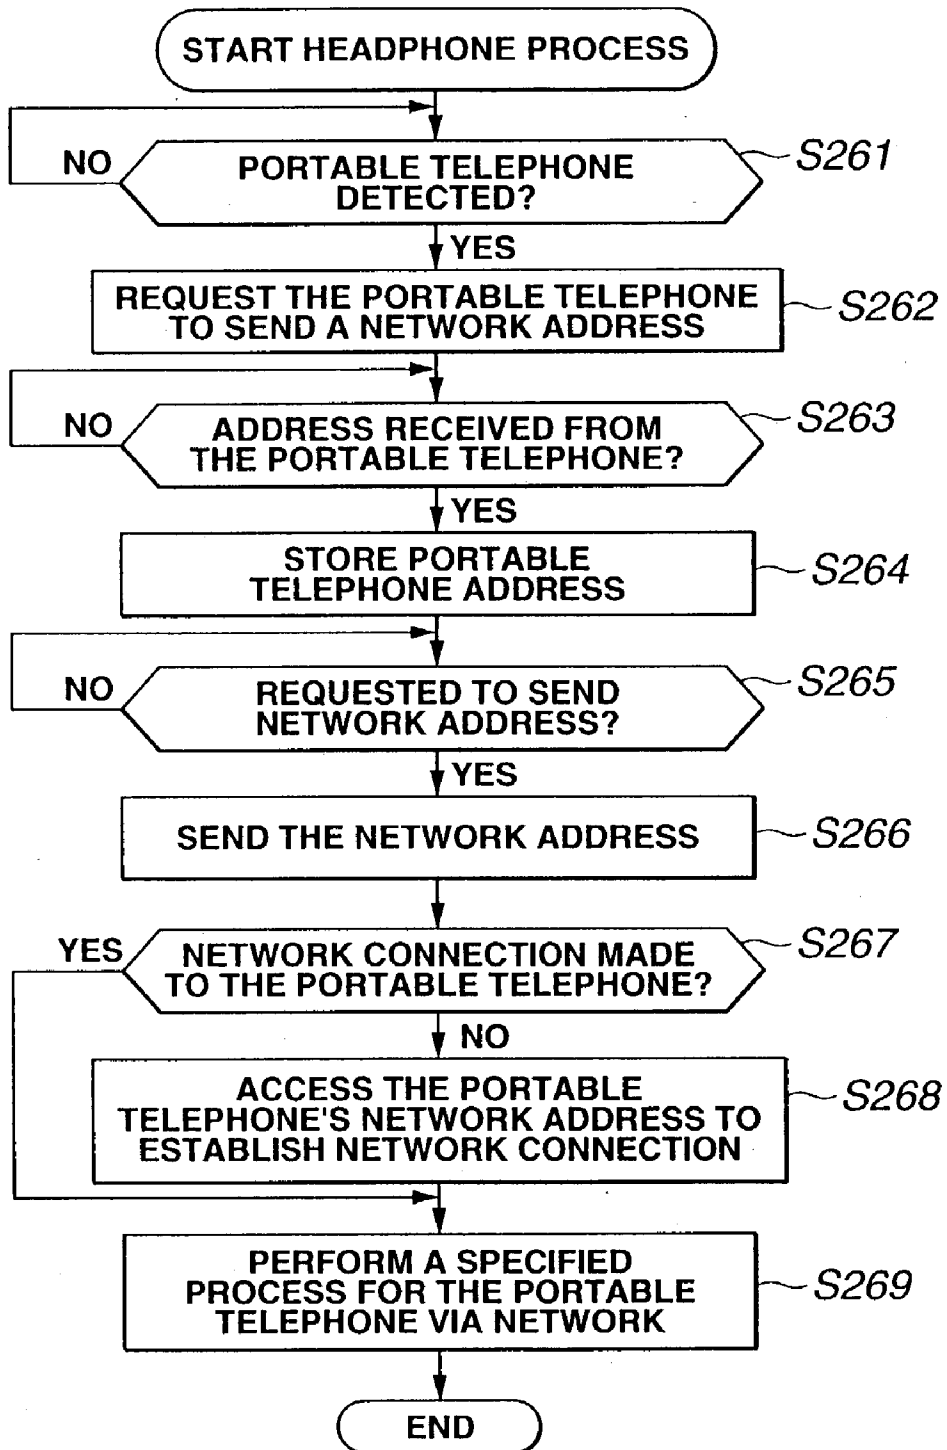 START HEADPHONE PROCESS
NO
PORTABLE TELEPHONE
DETECTED?
S261
YES
REQUEST THE PORTABLE TELEPHONE
TO SEND A NETWORK ADDRESS
S262
NO
ADDRESS RECEIVED FROM
THE PORTABLE TELEPHONE?
S263
YES
STORE PORTABLE
TELEPHONE ADDRESS
S264
NO
REQUESTED TO SEND
NETWORK ADDRESS?
S265
YES
SEND THE NETWORK ADDRESS
S266
YES
NETWORK CONNECTION MADE
TO THE PORTABLE TELEPHONE?
S267
NO
ACCESS THE PORTABLE
TELEPHONE'S NETWORK ADDRESS TO
ESTABLISH NETWORK CONNECTION
S268
PERFORM A SPECIFIED
PROCESS FOR THE PORTABLE
TELEPHONE VIA NETWORK
S269
END